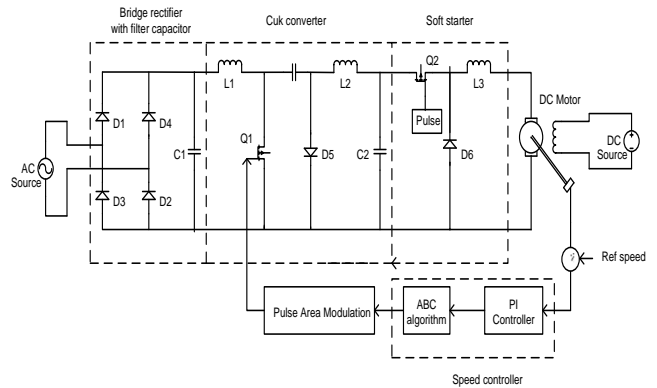 Bridge rectifier
with filter capacitor
Cuk converter
Soft starter
Q2
L1
L2
L3
DC Motor
D1
D4
Q1
Pulse
C1
D5
C2
D6
DC
Source
AC
Source
D3
D2
Ref speed
Pulse Area Modulation
ABC
algorithm
PI
Controller
Speed controller